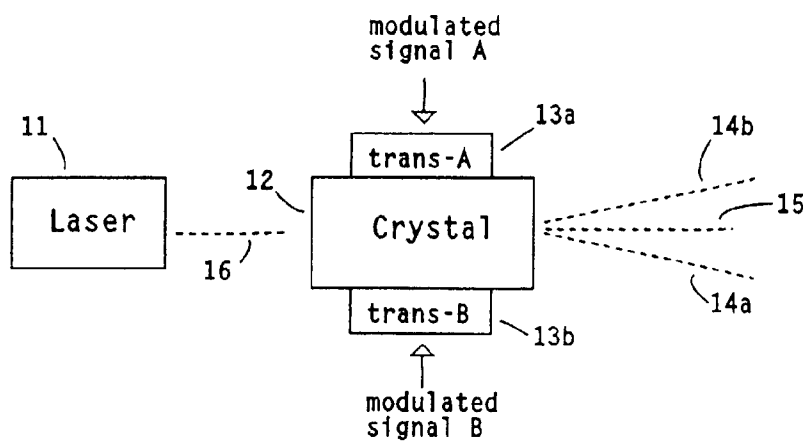 modulated
signal A
11
13a
14b
trans-A
12
15
Laser
Crystal
16
trans-B
14a
13b
modulated
signal B